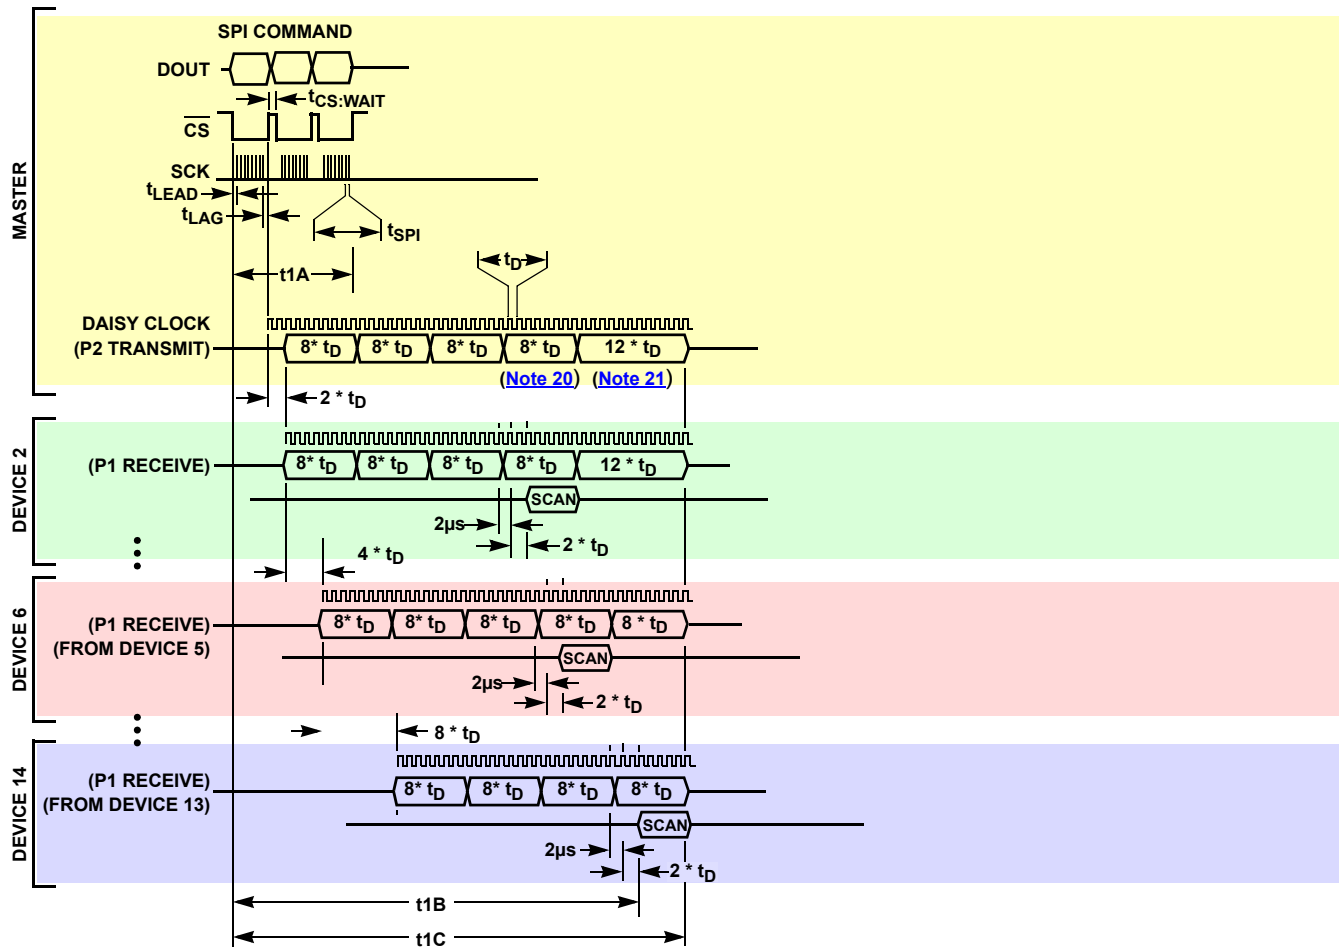 SPI COMMAND
DOUT
tCS:WAIT
CS
SCK
tLEAD
tLAG
tSPI
tD
t1A
DAISY CLOCK
(P2 TRANSMIT)
8* tD 8* tD 8* tD 8* tD 12 * tD
(Note 20) (Note 21)
2 * tD
MASTER
(P1 RECEIVE)
8* tD 8* tD 8* tD 8* tD 12 * tD
SCAN
2µs
2 * tD
DEVICE 2
4 * tD
(P1 RECEIVE)
(FROM DEVICE 5)
8* tD 8* tD 8* tD 8* tD 8 * tD
SCAN
2µs
2 * tD
DEVICE 6
8 * tD
(P1 RECEIVE)
(FROM DEVICE 13)
8* tD 8* tD 8* tD 8* tD
SCAN
2µs
2 * tD
DEVICE 14
t1B
t1C